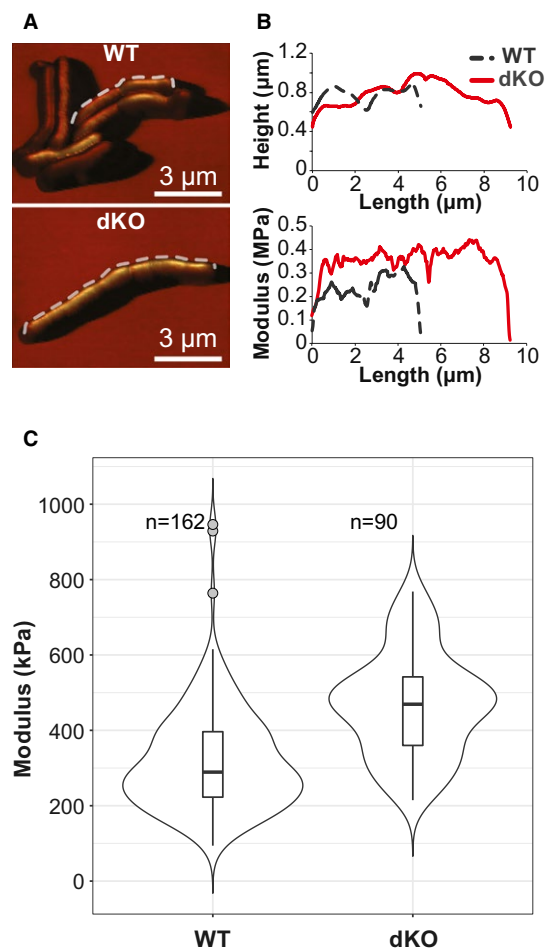 A
WT
3 µm
dKO
3 µm
B
WT
dKO
Height (µm)
1.2
0.8
0.4
0
0 2 4 6 8 10
Length (µm)
Modulus (MPa)
0.5
0.4
0.3
0.2
0.1
0
0 2 4 6 8 10
Length (µm)
C
Modulus (kPa)
1000
800
600
400
200
0
n=162
n=90
WT
dKO